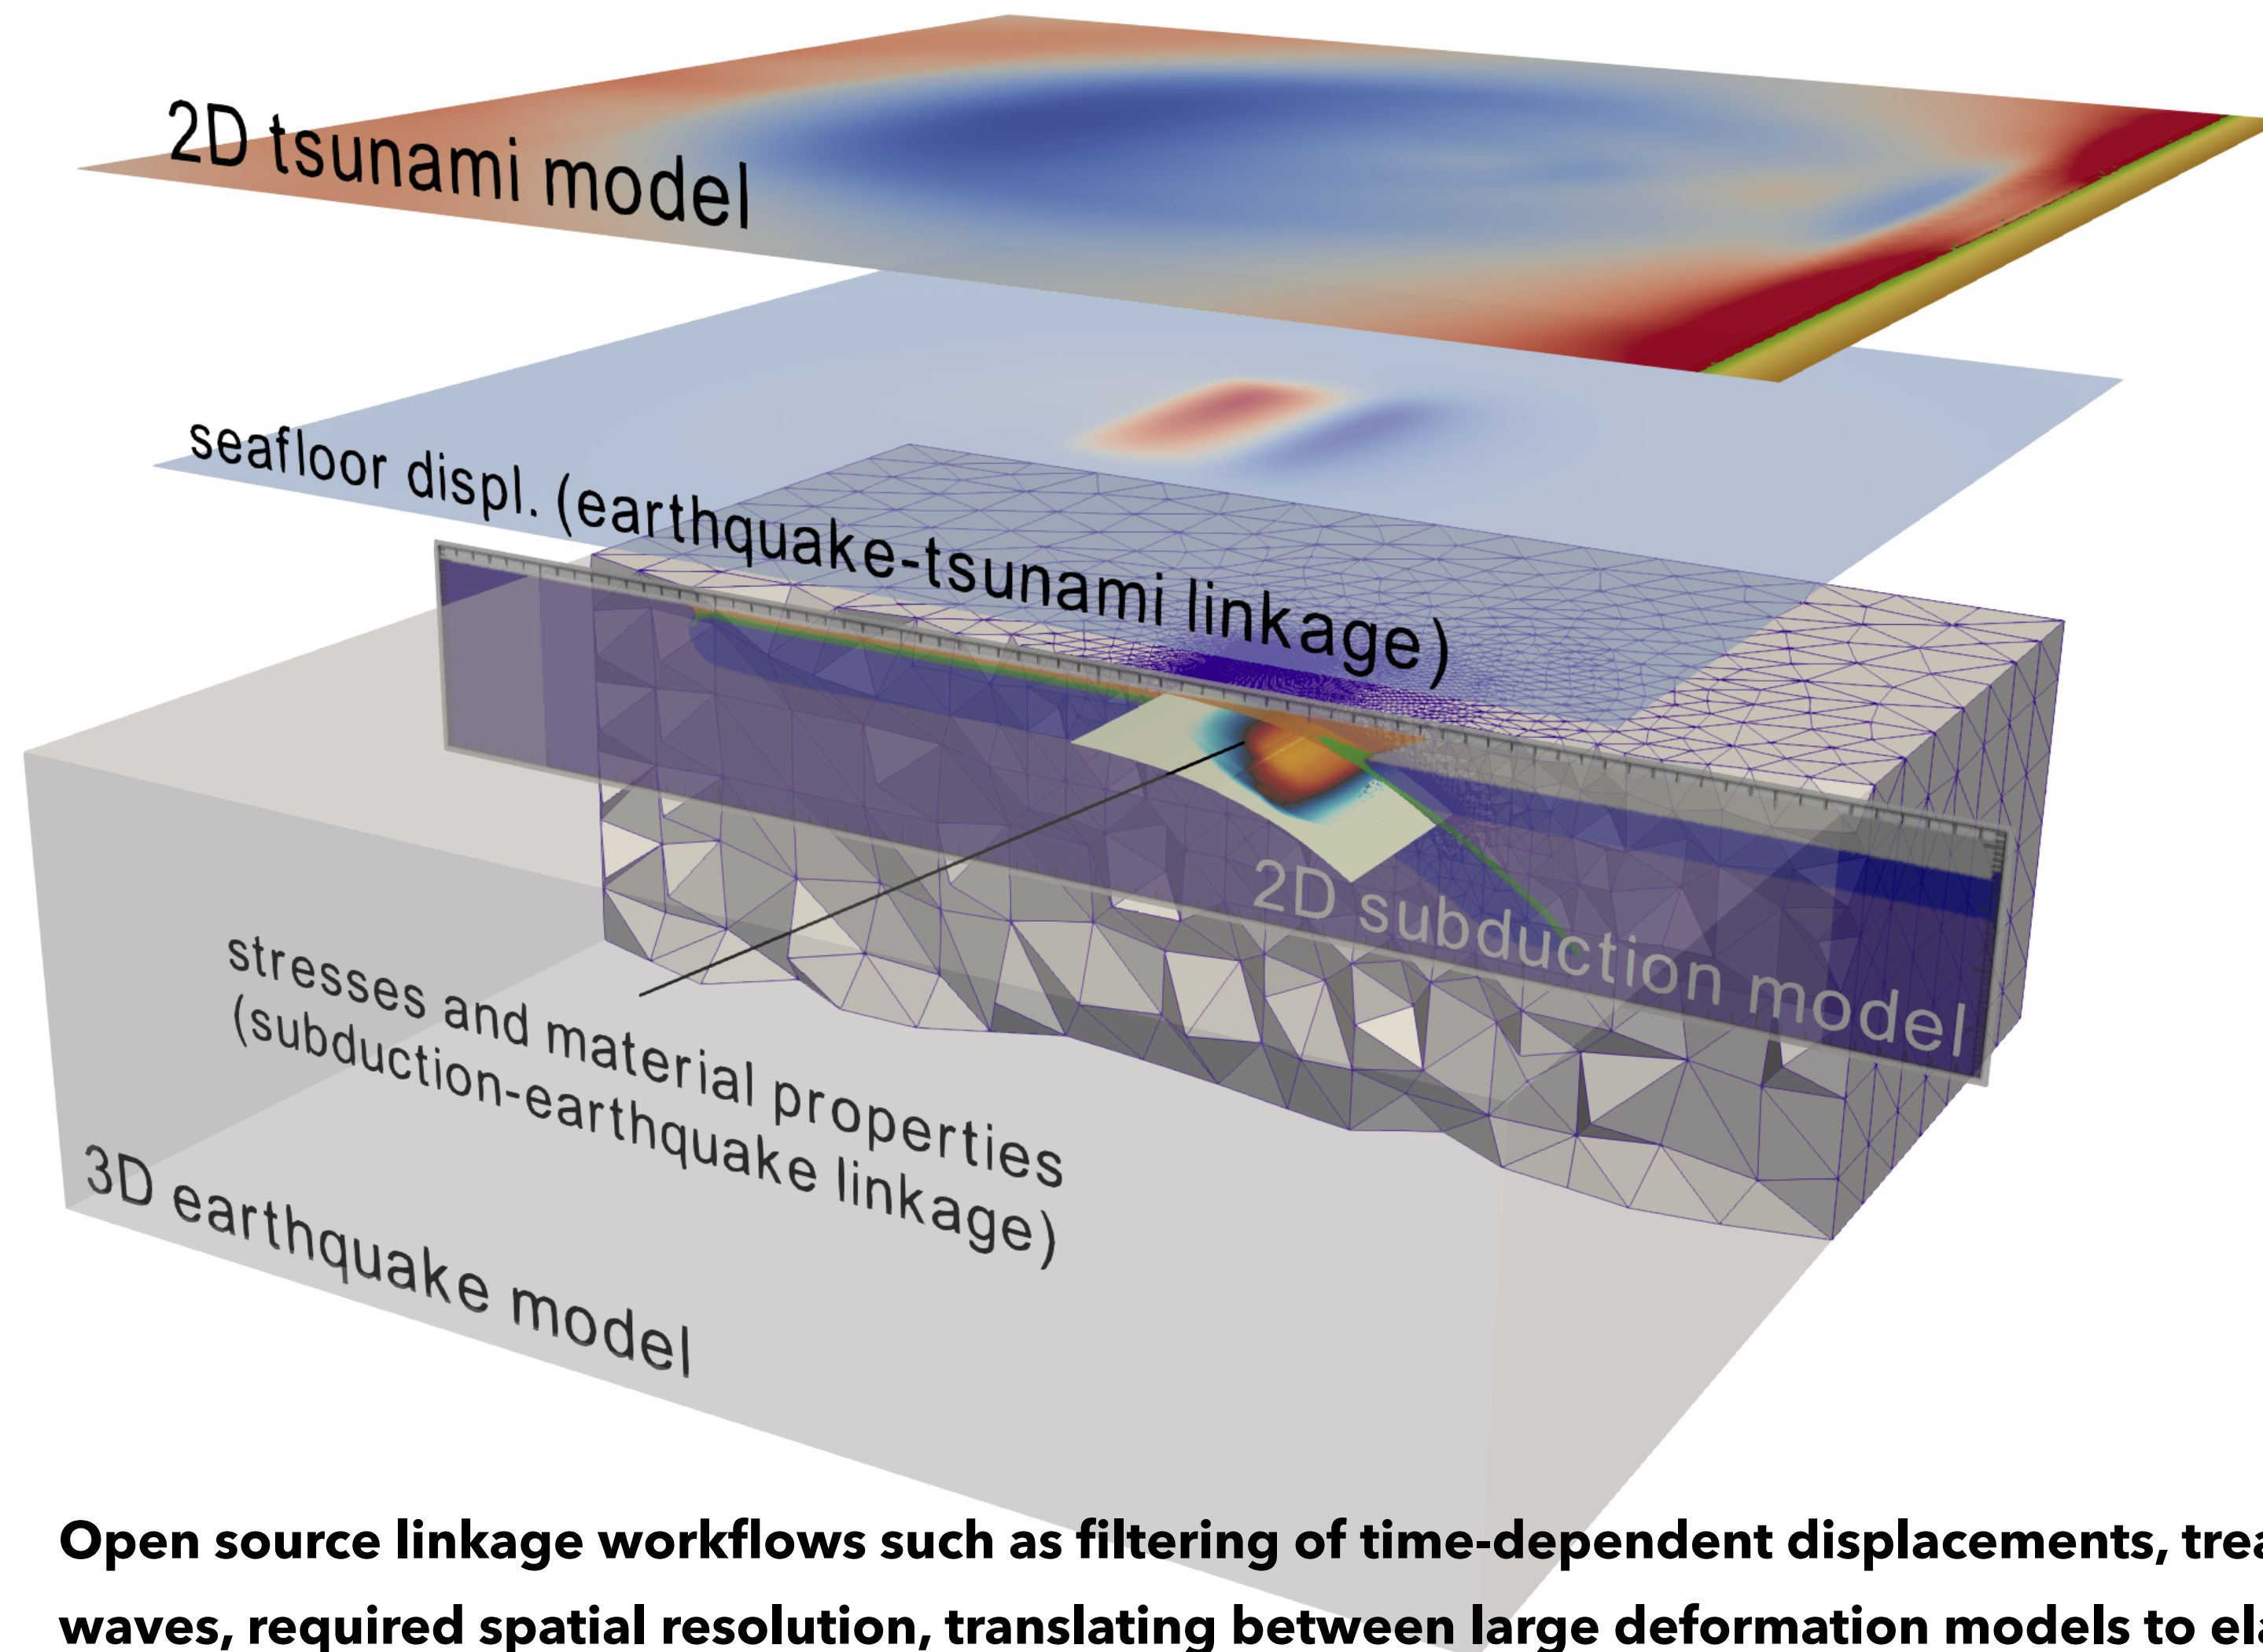 2D tsunami model
seafloor displ. (earthquake-tsunami linkage)
2D subduction model
stresses and material properties
(subduction-earthquake linkage)
3D earthquake model
Open source linkage workflows such as filtering of time-dependent displacements,
waves, required spatial resolution, translating between large deformation models to